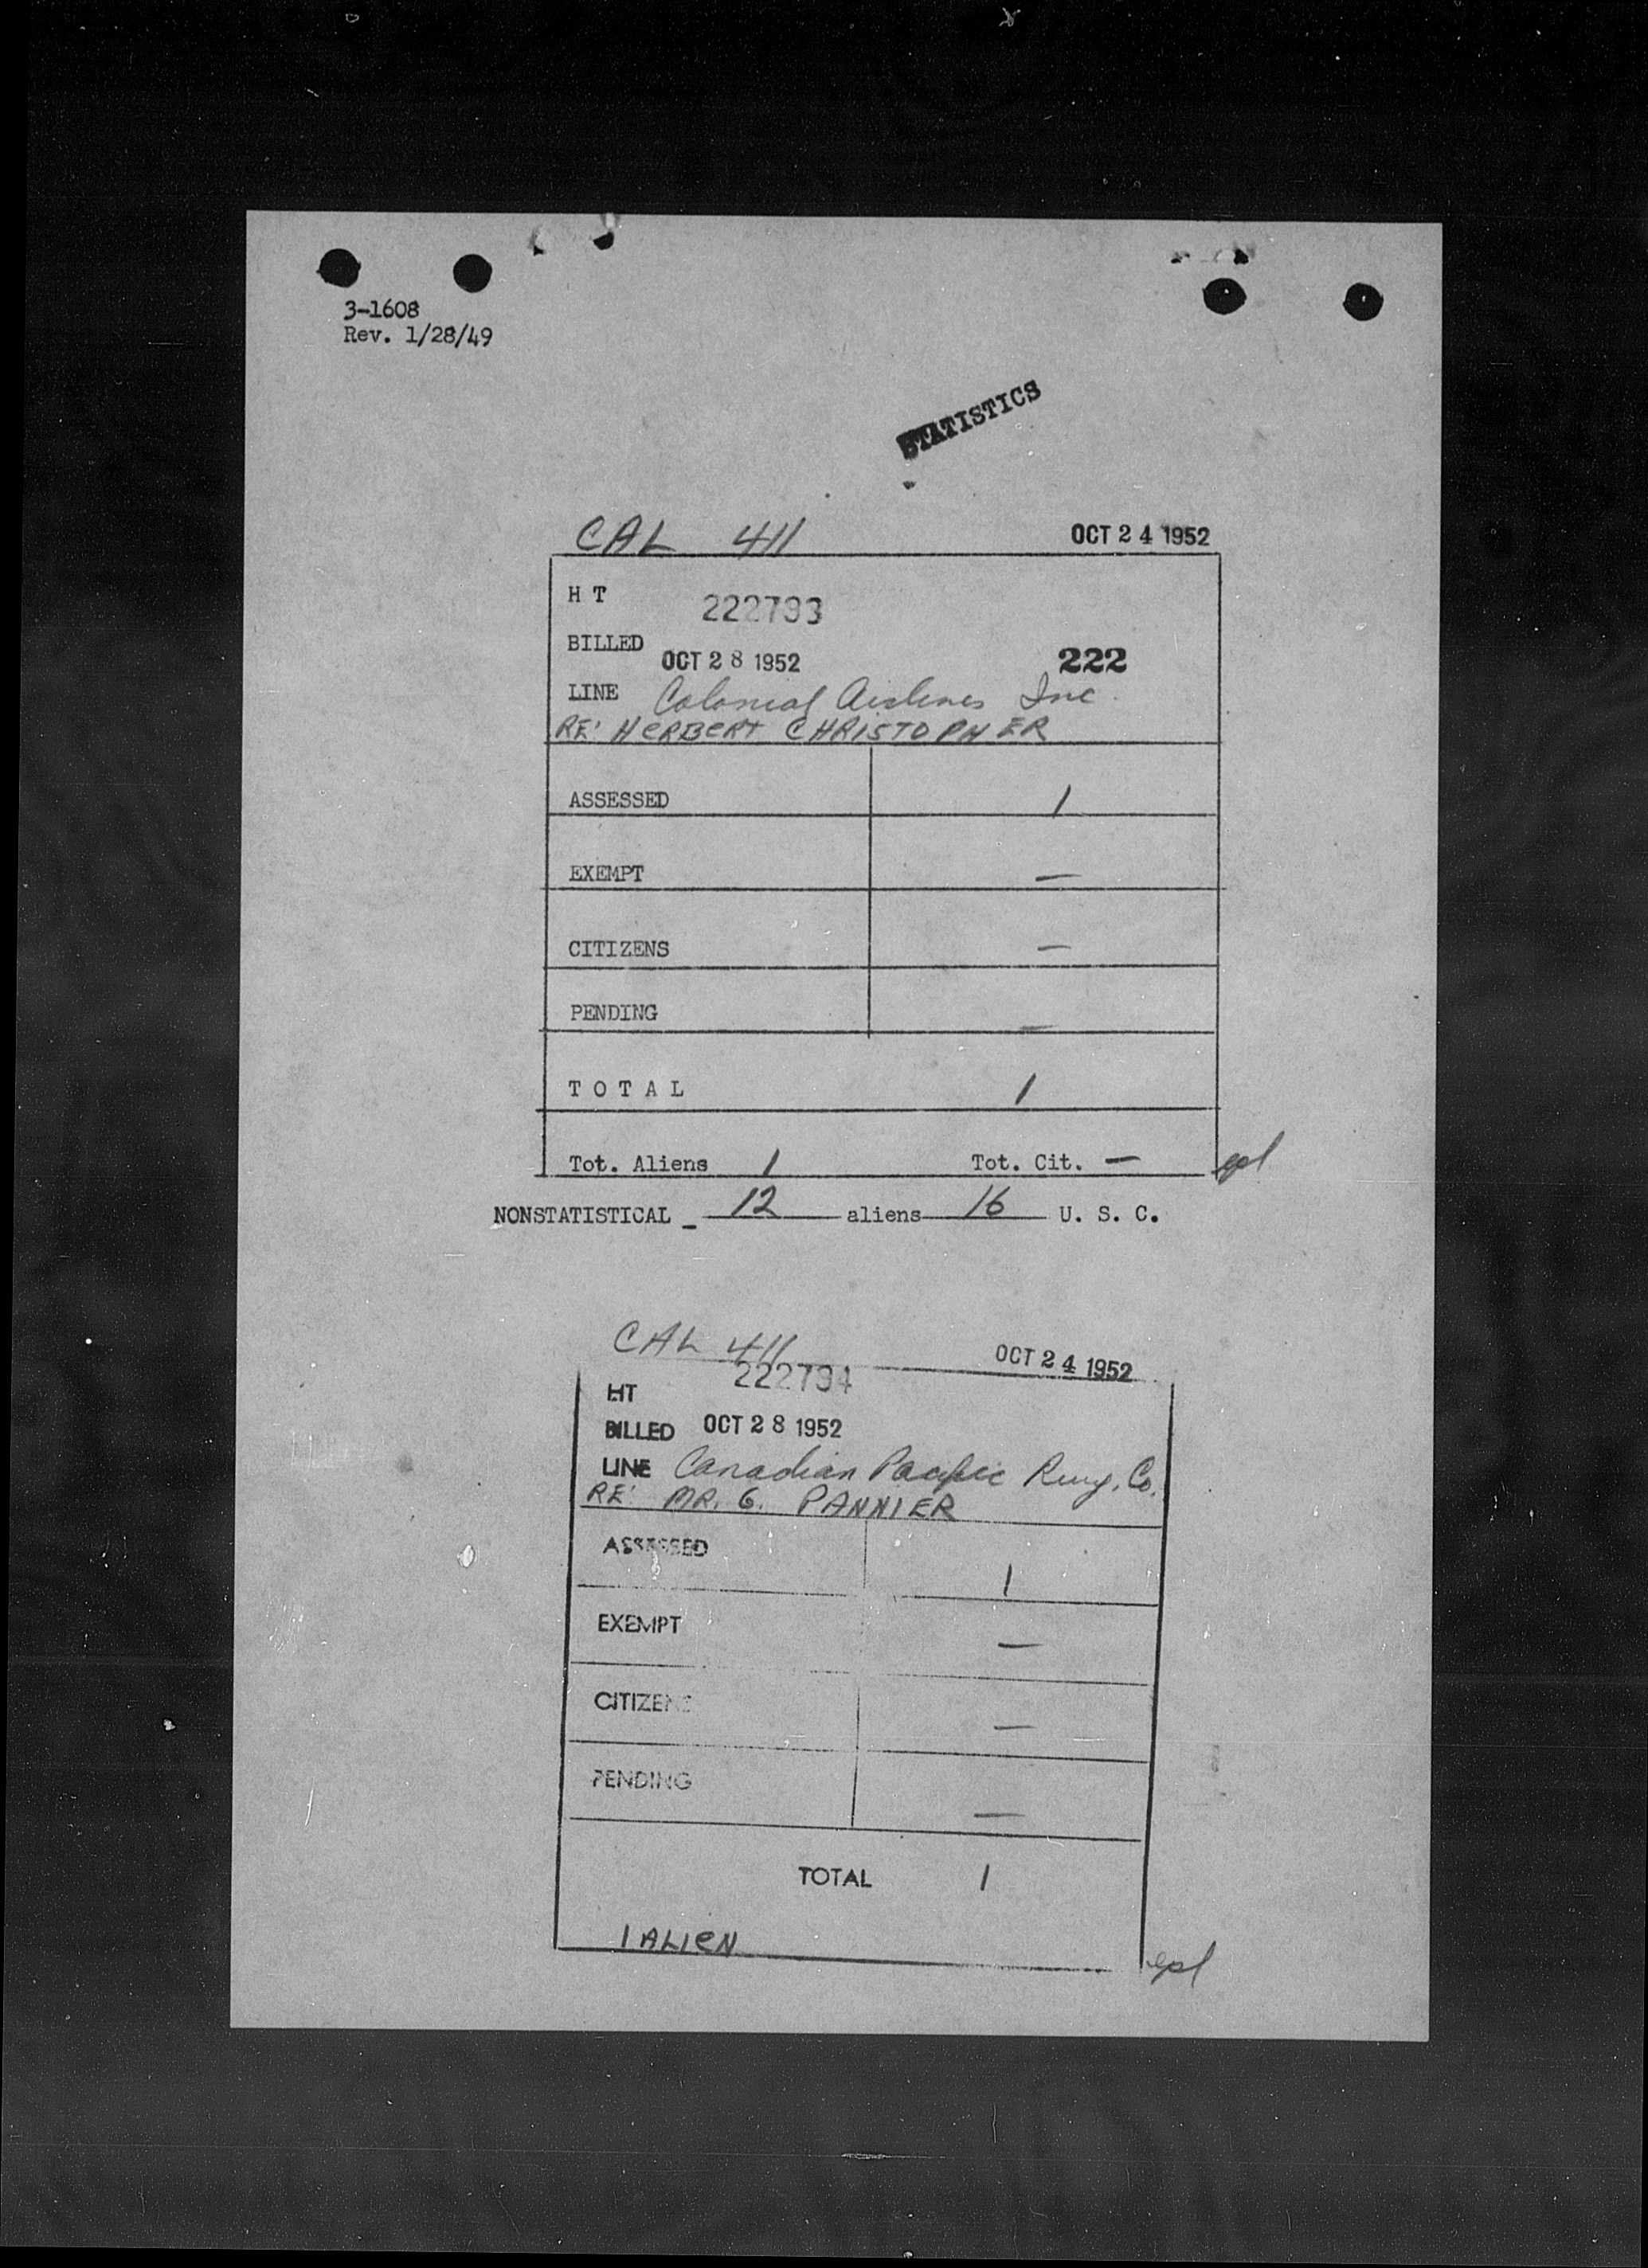 3-1608
Rev. 1/28/49
STATISTICS
CAL 411 OCT 24 1952
H T 222793
BILLED OCT 28 1952 222
LINE Colonial Airlines Inc.
RE: HERBERT CHRISTOPHER
ASSESSED 1
EXEMPT —
CITIZENS —
PENDING —
T O T A L 1
Tot. Aliens 1 Tot. Cit. —
NONSTATISTICAL - 12 aliens 16 U. S. C.
CAL 411 OCT 24 1952
HT 222794
BILLED OCT 28 1952
LINE Canadian Pacific Rwy. Co.
RE: MR. G. PANNIER
ASSESSED 1
EXEMPT —
CITIZENS —
PENDING —
TOTAL 1
1 ALIEN